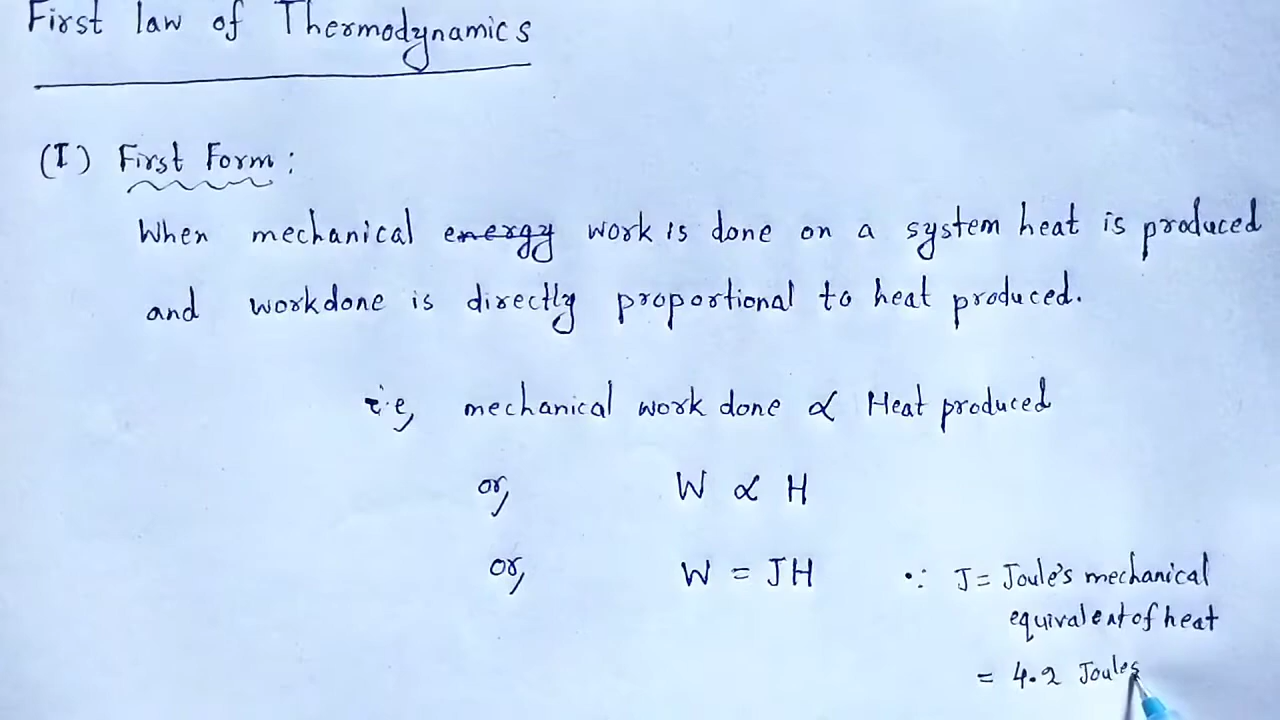 First law of Thermodynamics
(I) First Form:
When mechanical energy work is done on a system heat is produced
and workdone is directly proportional to heat produced.
i.e, mechanical work done ∝ Heat produced
or, W ∝ H
or, W = JH ∵ J = Joule's mechanical
equivalent of heat
= 4.2 Joules